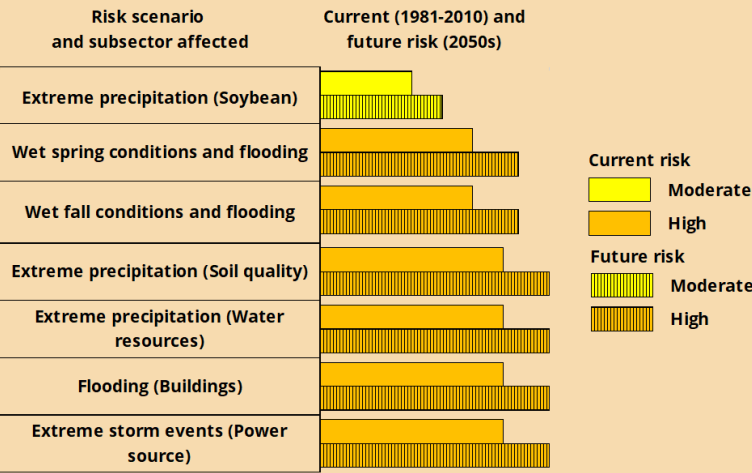 Risk scenario
and subsector affected
Current (1981-2010) and
future risk (2050s)
Extreme precipitation (Soybean)
Wet spring conditions and flooding
Wet fall conditions and flooding
Extreme precipitation (Soil quality)
Extreme precipitation (Water
resources)
Flooding (Buildings)
Extreme storm events (Power
source)
Current risk
Moderate
High
Future risk
Moderate
High